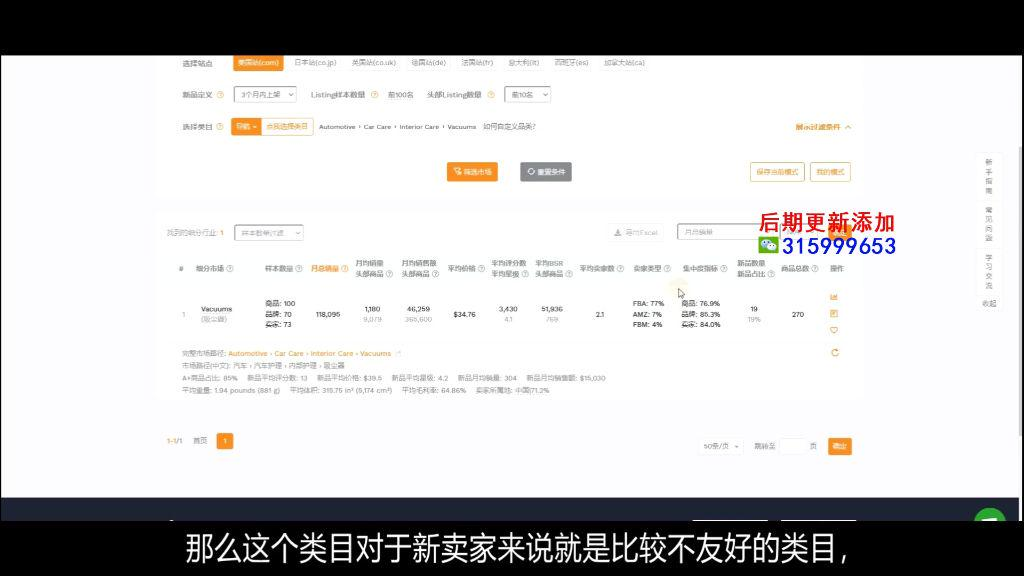 选择站点 美国站(com) 日本站(co.jp) 英国站(co.uk) 德国站(de) 法国站(fr) 意大利(it) 西班牙(es) 加拿大站(ca)
新品定义 3个月内上架 Listing样本数量 前100名 头部Listing数量 前10名
选择类目 导航 点我选择类目 Automotive › Car Care › Interior Care › Vacuums 如何自定义品类?
展示过滤条件
筛选市场 重置条件 保存当前模式 我的模式
新手指南
常见问题
学习交流
收起
后期更新添加
315999653
找到的细分行业: 1 样本数量过滤 导出Excel 月总销量
# 细分市场 样本数量 月总销量 月均销量 月均销售额 平均价格 平均评分数 平均BSR 平均卖家数 卖家类型 集中度指标 新品数量 商品总数 操作
头部商品 头部商品 平均星级 头部商品 新品占比
1 Vacuums (吸尘器) 商品: 100 品牌: 70 卖家: 73 118,095 1,180 9,079 46,259 365,600 $34.76 3,430 4.1 51,936 769 2.1 FBA: 77% AMZ: 7% FBM: 4% 商品: 76.9% 品牌: 85.3% 卖家: 84.0% 19 19% 270
完整市场路径: Automotive › Car Care › Interior Care › Vacuums
市场路径(中文): 汽车 › 汽车护理 › 内部护理 › 吸尘器
A+商品占比: 85% 新品平均评分数: 13 新品平均价格: $39.5 新品平均星级: 4.2 新品月均销量: 304 新品月均销售额: $15,030
平均重量: 1.94 pounds (881 g) 平均体积: 315.75 in³ (5,174 cm³) 平均毛利率: 64.86% 卖家所属地: 中国71.2%
1-1/1 首页 1 50条/页 跳转至 页 确定
那么这个类目对于新卖家来说就是比较不友好的类目,